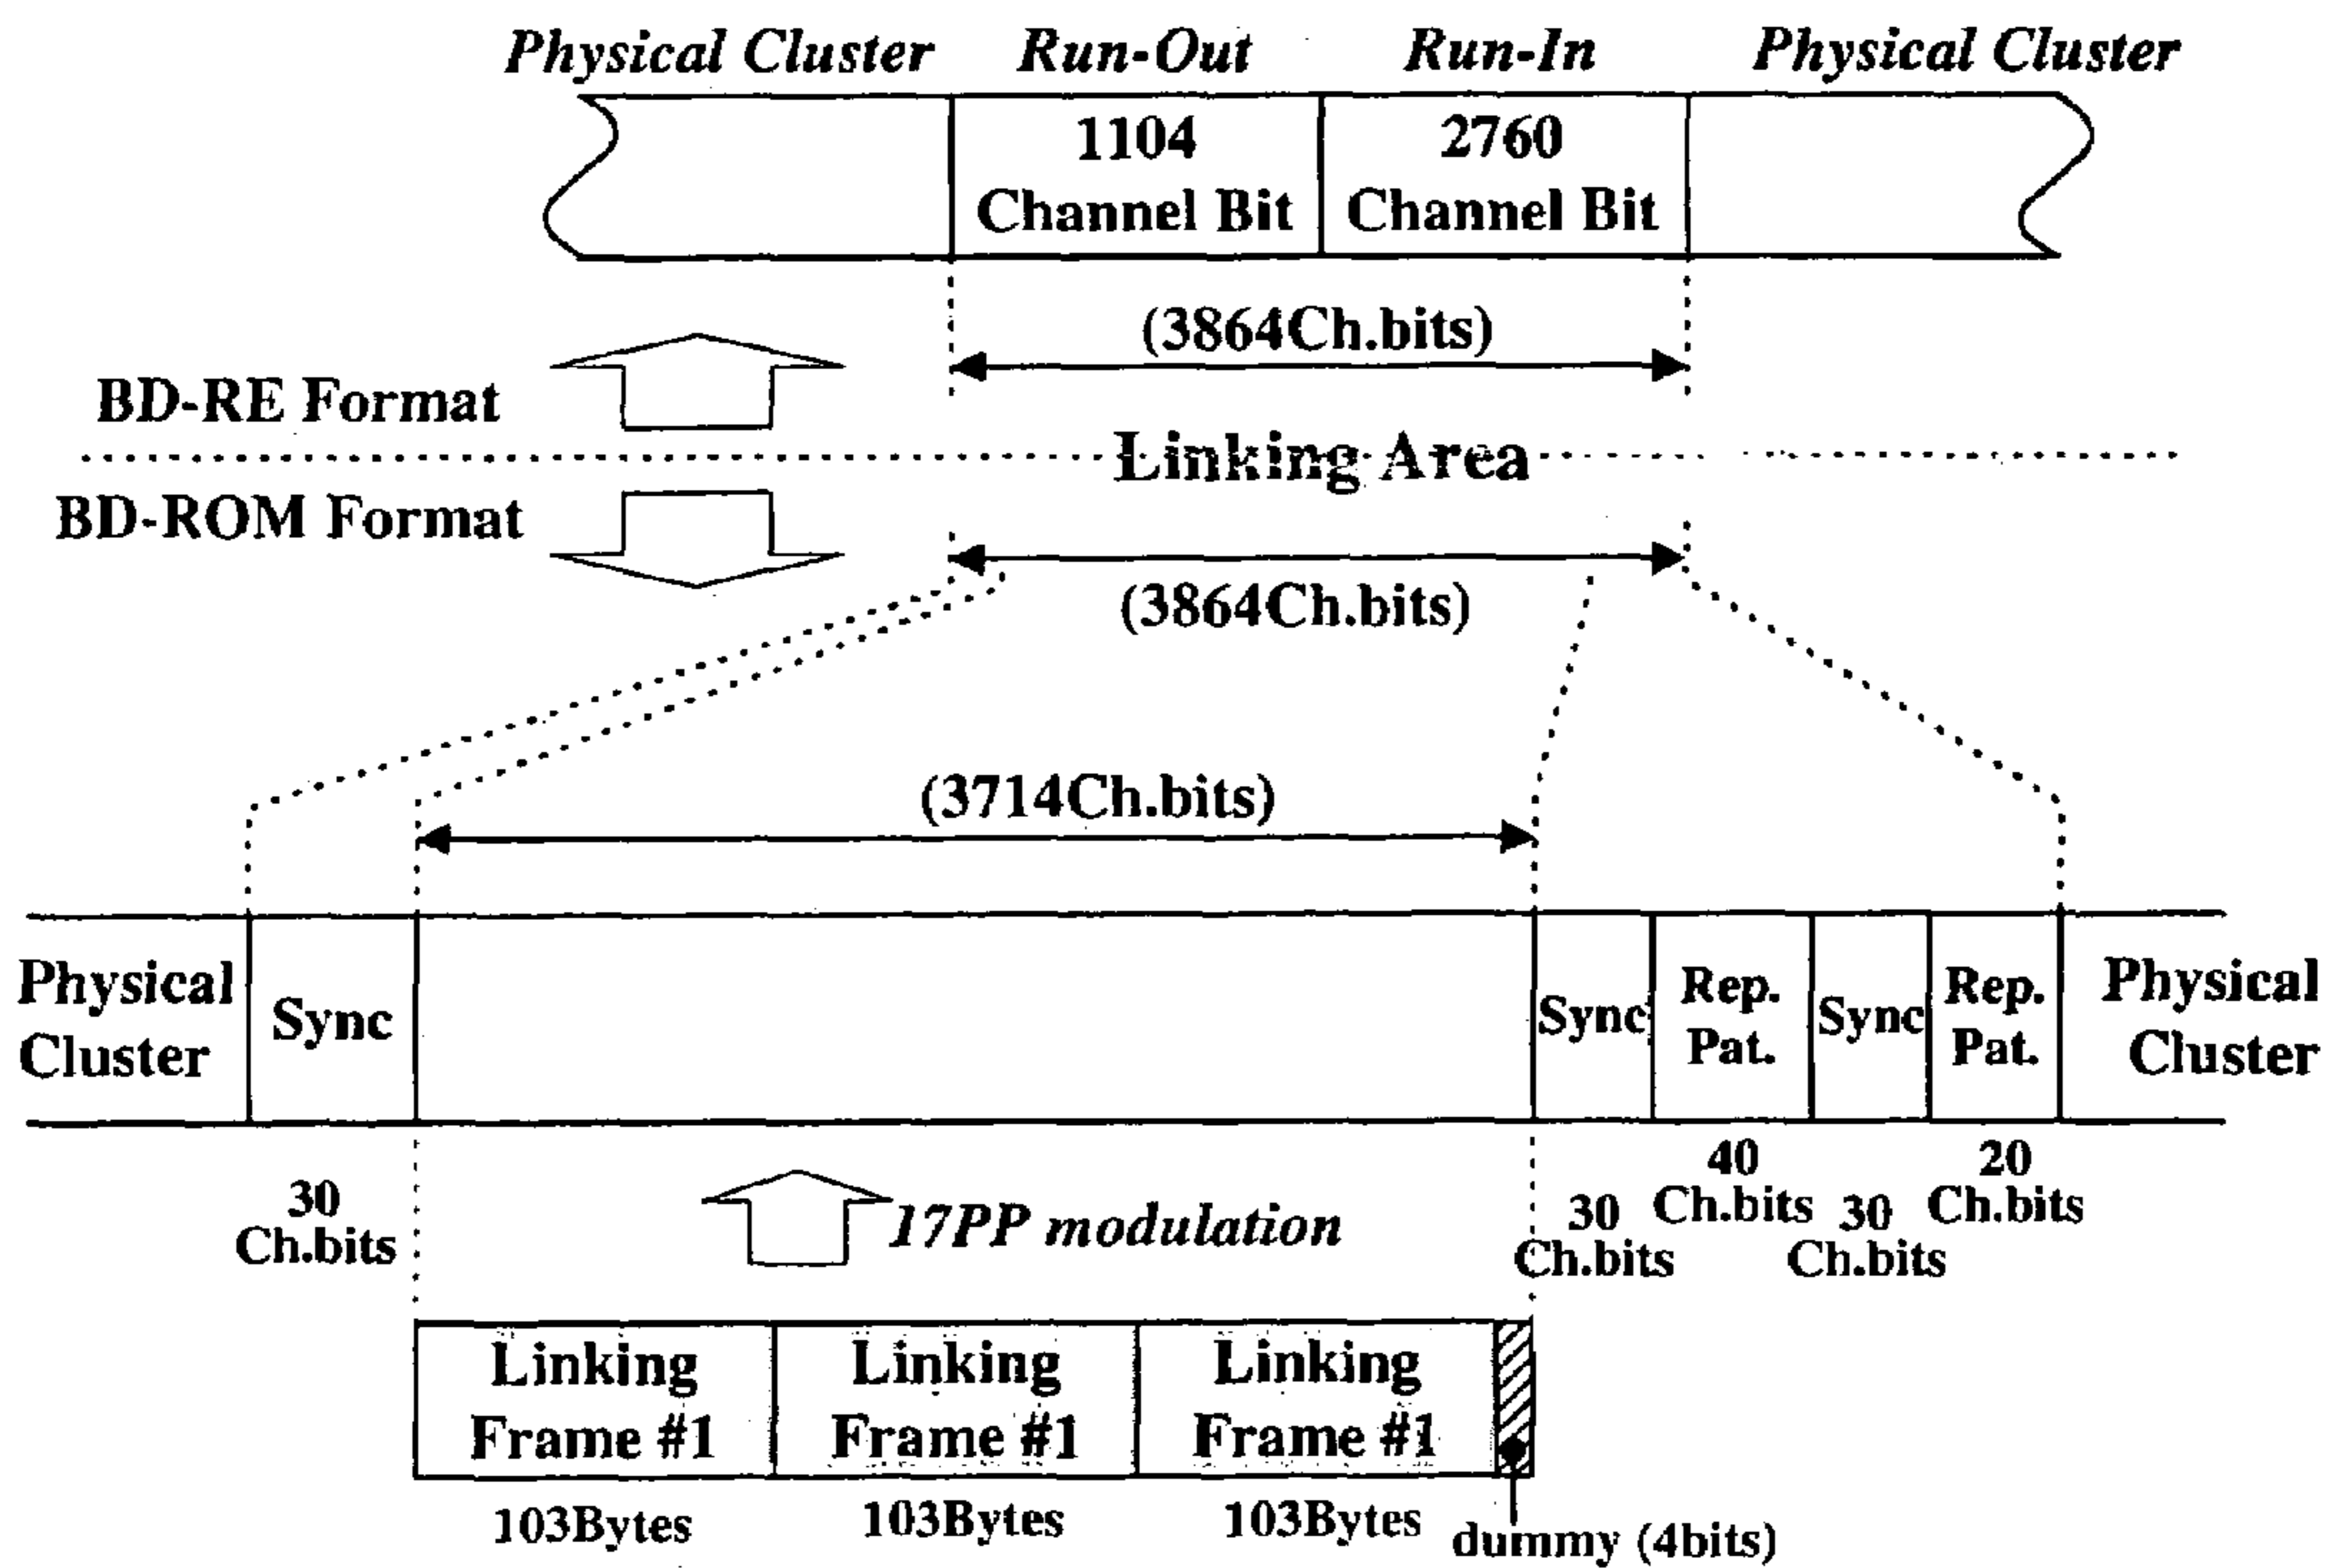 Physical Cluster Run-Out Run-In Physical Cluster
1104 Channel Bit
2760 Channel Bit
(3864Ch.bits)
BD-RE Format
Linking Area
BD-ROM Format
(3864Ch.bits)
(3714Ch.bits)
Physical Cluster
Sync
Sync
Rep. Pat.
Sync
Rep. Pat.
Physical Cluster
30 Ch.bits
17PP modulation
30 Ch.bits
40 Ch.bits
30 Ch.bits
20 Ch.bits
Linking Frame #1
Linking Frame #1
Linking Frame #1
103Bytes
103Bytes
103Bytes
dummy (4bits)